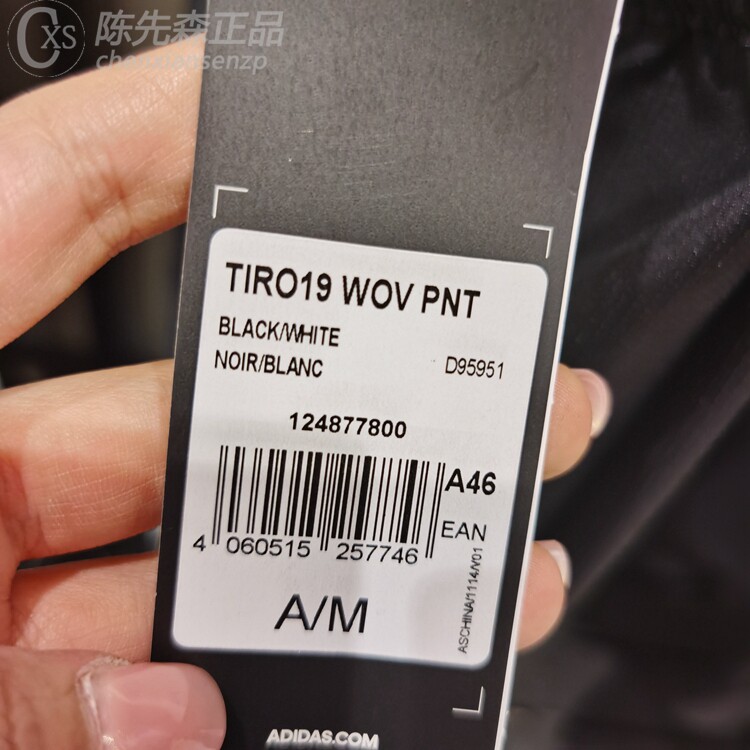 CXS 陈先森正品
chenxiansenzp
TIRO19 WOV PNT
BLACK/WHITE
NOIR/BLANC D95951
124877800
A46
EAN
4 060515 257746
A/M
ASCHINA/1114/V01
ADIDAS.COM